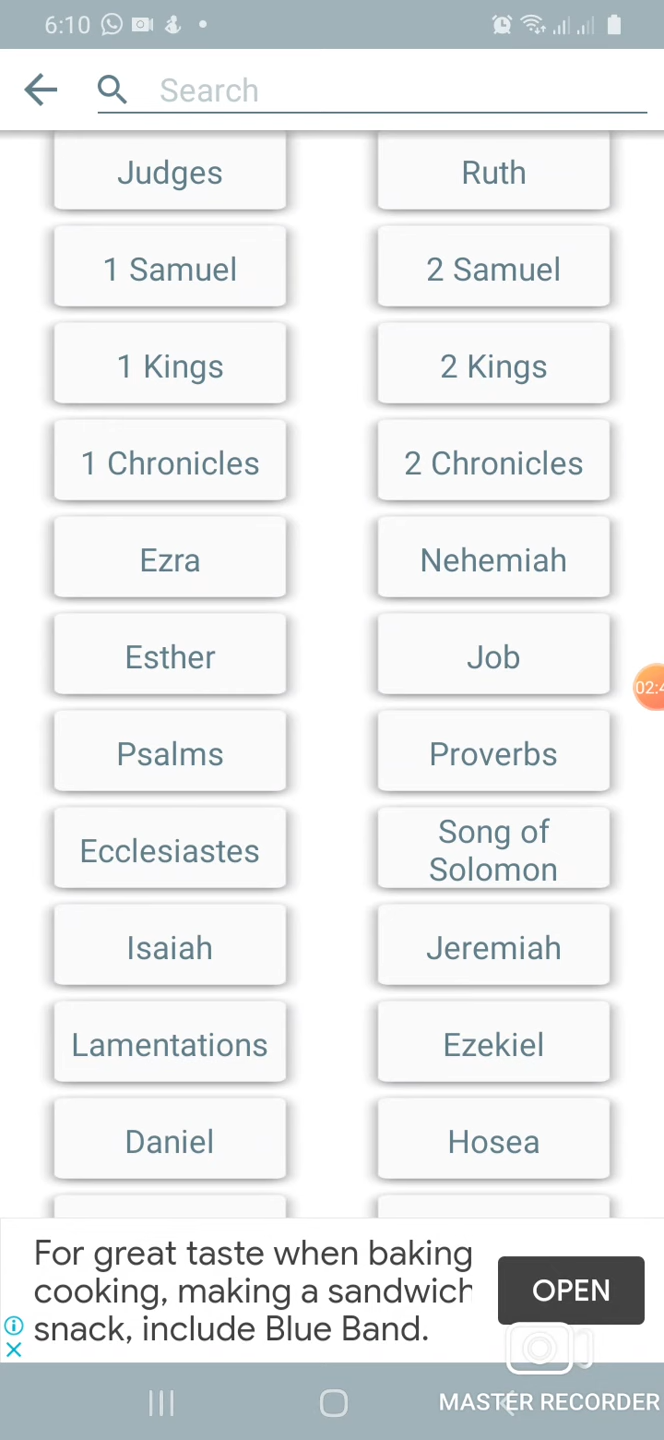 6:10
Search
Judges
Ruth
1 Samuel
2 Samuel
1 Kings
2 Kings
1 Chronicles
2 Chronicles
Ezra
Nehemiah
Esther
Job
02:4
Psalms
Proverbs
Ecclesiastes
Song of
Solomon
Isaiah
Jeremiah
Lamentations
Ezekiel
Daniel
Hosea
For great taste when baking
cooking, making a sandwich
snack, include Blue Band.
OPEN
MASTER RECORDER